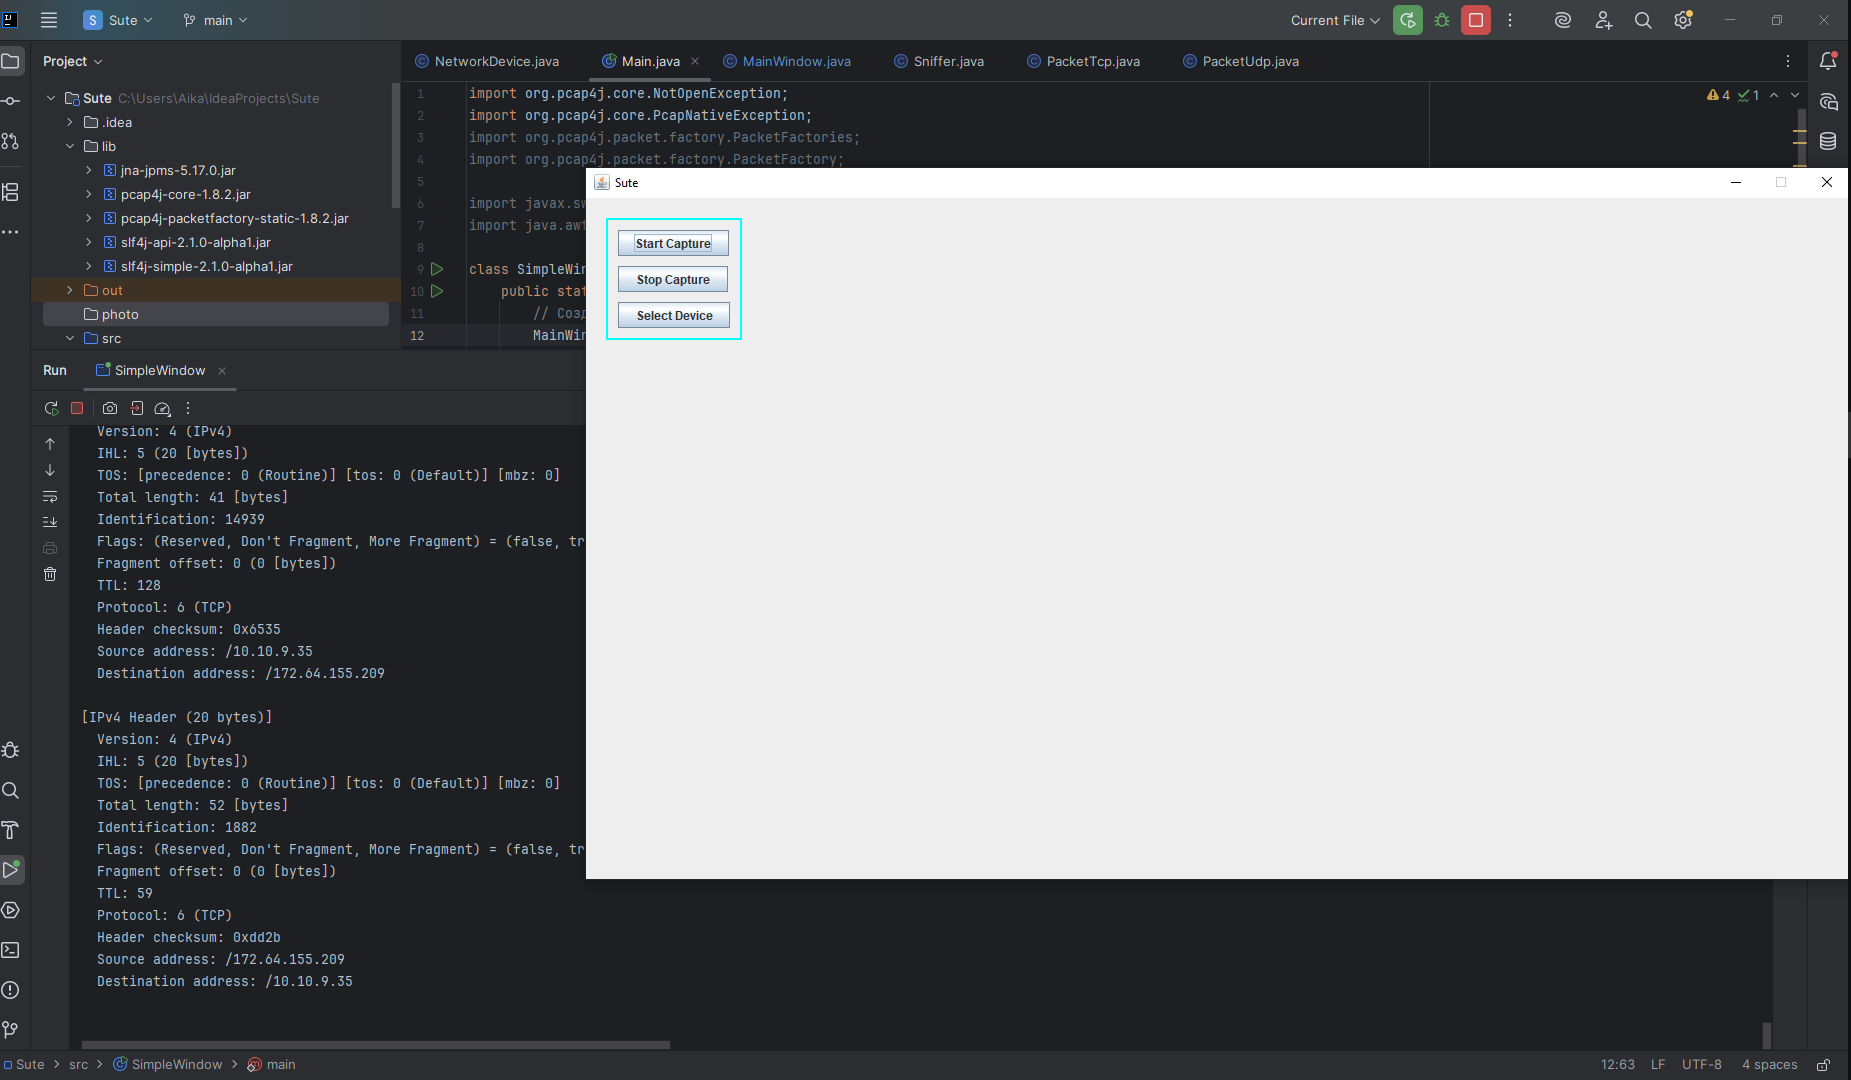 Sute
main
Current File
Project
NetworkDevice.java
Main.java
MainWindow.java
Sniffer.java
PacketTcp.java
PacketUdp.java
Sute C:\Users\Aika\IdeaProjects\Sute
.idea
lib
jna-jpms-5.17.0.jar
pcap4j-core-1.8.2.jar
pcap4j-packetfactory-static-1.8.2.jar
slf4j-api-2.1.0-alpha1.jar
slf4j-simple-2.1.0-alpha1.jar
out
photo
src
1 import org.pcap4j.core.NotOpenException;
2 import org.pcap4j.core.PcapNativeException;
3 import org.pcap4j.packet.factory.PacketFactories;
4 import org.pcap4j.packet.factory.PacketFactory;
5
6 import javax.sw
7 import java.awt
8
9 class SimpleWin
10 public stat
11 // Созд
12 MainWin
4 1
Sute
Start Capture
Stop Capture
Select Device
Run
SimpleWindow
Version: 4 (IPv4)
IHL: 5 (20 [bytes])
TOS: [precedence: 0 (Routine)] [tos: 0 (Default)] [mbz: 0]
Total length: 41 [bytes]
Identification: 14939
Flags: (Reserved, Don't Fragment, More Fragment) = (false, tr
Fragment offset: 0 (0 [bytes])
TTL: 128
Protocol: 6 (TCP)
Header checksum: 0x6535
Source address: /10.10.9.35
Destination address: /172.64.155.209
[IPv4 Header (20 bytes)]
Version: 4 (IPv4)
IHL: 5 (20 [bytes])
TOS: [precedence: 0 (Routine)] [tos: 0 (Default)] [mbz: 0]
Total length: 52 [bytes]
Identification: 1882
Flags: (Reserved, Don't Fragment, More Fragment) = (false, tr
Fragment offset: 0 (0 [bytes])
TTL: 59
Protocol: 6 (TCP)
Header checksum: 0xdd2b
Source address: /172.64.155.209
Destination address: /10.10.9.35
Sute > src > SimpleWindow > main
12:63 LF UTF-8 4 spaces